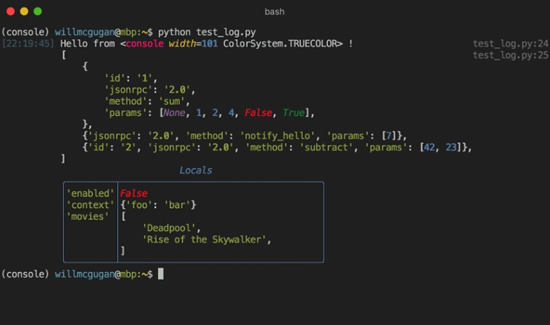 bash
(console) willmcgugan@mbp:~$ python test_log.py
[22:19:45] Hello from <console width=101 ColorSystem.TRUECOLOR> ! test_log.py:24
[ test_log.py:25
{
'id': '1',
'jsonrpc': '2.0',
'method': 'sum',
'params': [None, 1, 2, 4, False, True],
},
{'jsonrpc': '2.0', 'method': 'notify_hello', 'params': [7]},
{'id': '2', 'jsonrpc': '2.0', 'method': 'subtract', 'params': [42, 23]},
]
Locals
'enabled' False
'context' {'foo': 'bar'}
'movies' [
'Deadpool',
'Rise of the Skywalker',
]
(console) willmcgugan@mbp:~$